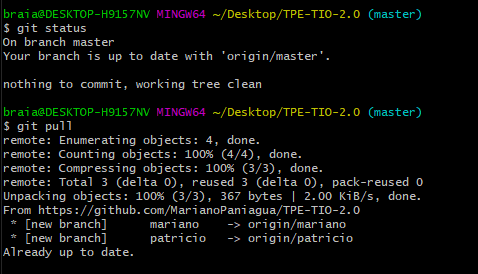 braia@DESKTOP-H9157NV MINGW64 ~/Desktop/TPE-TIO-2.0 (master)
$ git status
On branch master
Your branch is up to date with 'origin/master'.
nothing to commit, working tree clean
braia@DESKTOP-H9157NV MINGW64 ~/Desktop/TPE-TIO-2.0 (master)
$ git pull
remote: Enumerating objects: 4, done.
remote: Counting objects: 100% (4/4), done.
remote: Compressing objects: 100% (3/3), done.
remote: Total 3 (delta 0), reused 3 (delta 0), pack-reused 0
Unpacking objects: 100% (3/3), 367 bytes | 2.00 KiB/s, done.
From https://github.com/MarianoPaniagua/TPE-TIO-2.0
 * [new branch]      mariano    -> origin/mariano
 * [new branch]      patricio   -> origin/patricio
Already up to date.